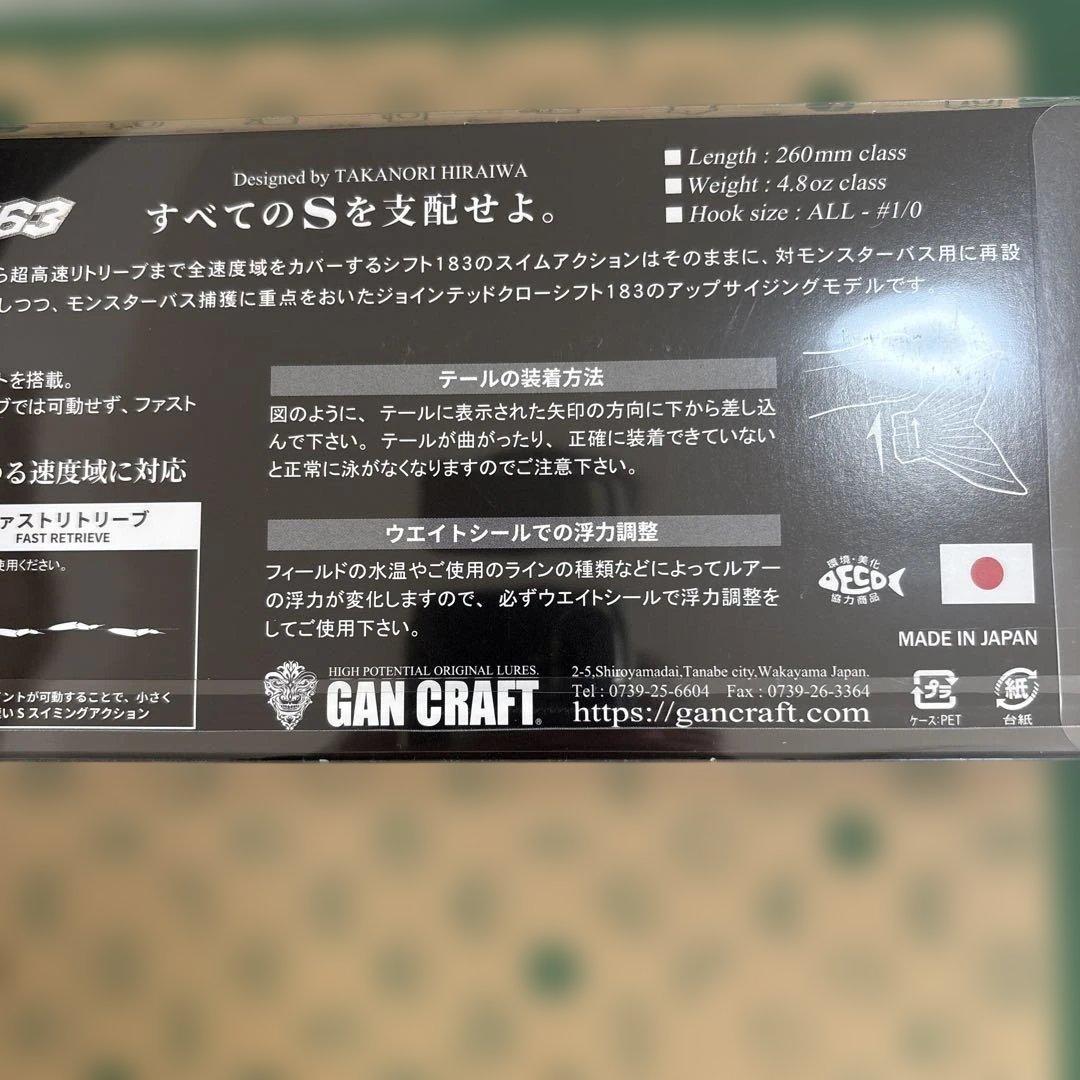 63
Designed by TAKANORI HIRAIWA
すべてのSを支配せよ。
■ Length : 260mm class
■ Weight : 4.8oz class
■ Hook size : ALL - #1/0
ら超高速リトリーブまで全速度域をカバーするシフト183のスイムアクションはそのままに、対モンスターバス用に再設
しつつ、モンスターバス捕獲に重点をおいたジョインテッドクローシフト183のアップサイジングモデルです。
トを搭載。
ブでは可動せず、ファスト
る速度域に対応
ァストリトリーブ
FAST RETRIEVE
使用ください。
イントが可動することで、小さく
いSスイミングアクション
テールの装着方法
図のように、テールに表示された矢印の方向に下から差し込
んで下さい。テールが曲がったり、正確に装着できていない
と正常に泳がなくなりますのでご注意下さい。
ウエイトシールでの浮力調整
フィールドの水温やご使用のラインの種類などによってルアー
の浮力が変化しますので、必ずウエイトシールで浮力調整を
してご使用下さい。
環境・美化
ECO
協力商品
MADE IN JAPAN
HIGH POTENTIAL ORIGINAL LURES.
GAN CRAFT®
2-5,Shiroyamadai,Tanabe city,Wakayama Japan.
Tel : 0739-25-6604 Fax : 0739-26-3364
https://gancraft.com
プラ
ケース:PET
紙
台紙